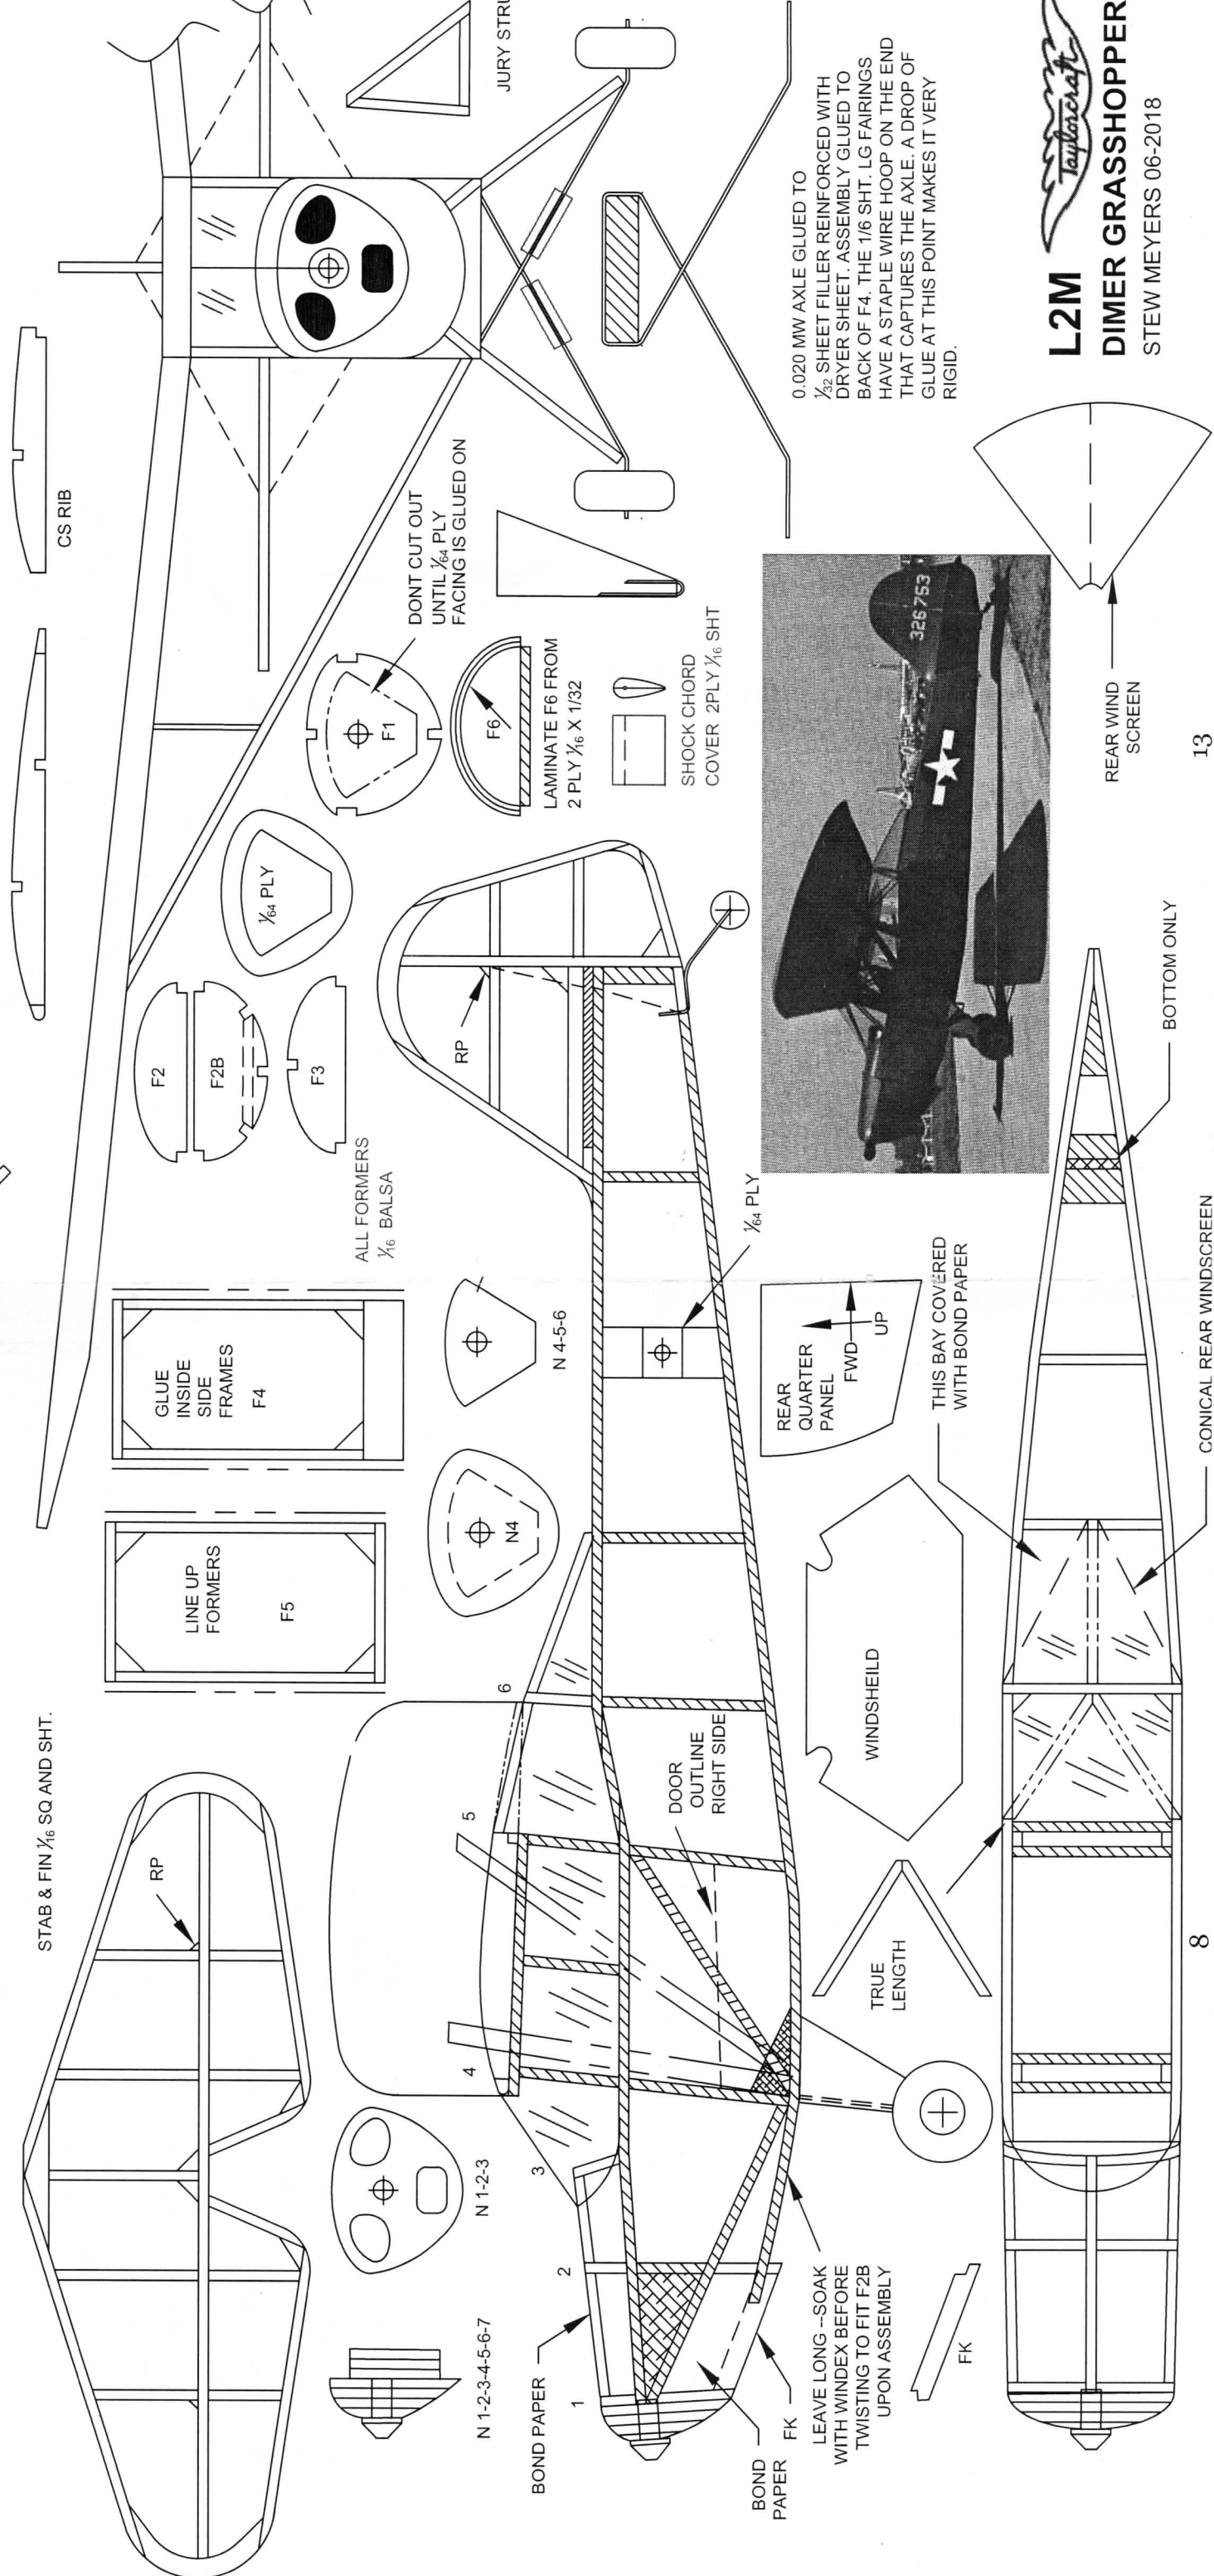 STAB & FIN 1/16 SQ AND SHT.
RP
LINE UP
FORMERS
F5
GLUE
INSIDE
SIDE
FRAMES
F4
ALL FORMERS
1/16 BALSA
F2
F2B
F3
CS RIB
1/64 PLY
F1
DONT CUT OUT
UNTIL 1/64 PLY
FACING IS GLUED ON
F6
LAMINATE F6 FROM
2 PLY 1/16 X 1/32
SHOCK CHORD
COVER 2PLY 1/16 SHT
JURY STRU
N 1-2-3-4-5-6-7
N 1-2-3
N4
N 4-5-6
BOND PAPER
1
2
3
4
5
6
RP
1/64 PLY
DOOR
OUTLINE
RIGHT SIDE
BOND
PAPER
FK
LEAVE LONG --SOAK
WITH WINDEX BEFORE
TWISTING TO FIT F2B
UPON ASSEMBLY
FK
TRUE
LENGTH
WINDSHEILD
REAR
QUARTER
PANEL
FWD
UP
THIS BAY COVERED
WITH BOND PAPER
CONICAL REAR WINDSCREEN
BOTTOM ONLY
326753
REAR WIND
SCREEN
0.020 MW AXLE GLUED TO
1/32 SHEET FILLER REINFORCED WITH
DRYER SHEET. ASSEMBLY GLUED TO
BACK OF F4. THE 1/6 SHT. LG FAIRINGS
HAVE A STAPLE WIRE HOOP ON THE END
THAT CAPTURES THE AXLE. A DROP OF
GLUE AT THIS POINT MAKES IT VERY
RIGID.
L2M
Taylorcraft
DIMER GRASSHOPPER
STEW MEYERS 06-2018
8
13